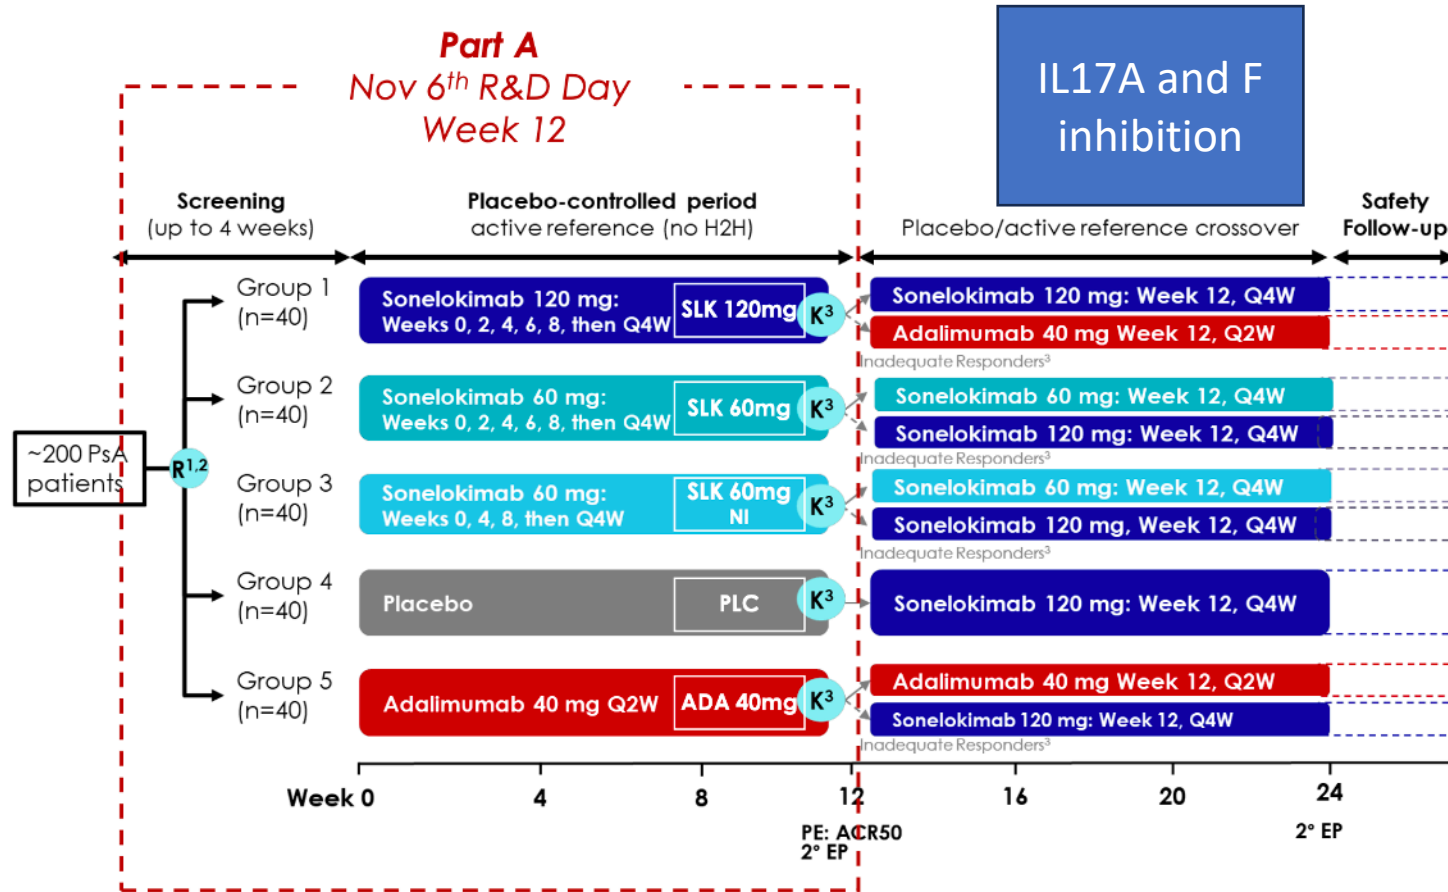 Part A
Nov 6th R&D Day
Week 12
IL17A and F
inhibition
Screening
(up to 4 weeks)
Placebo-controlled period
active reference (no H2H)
Placebo/active reference crossover
Safety
Follow-up
~200 PsA
patients
R1,2
Group 1
(n=40)
Sonelokimab 120 mg:
Weeks 0, 2, 4, 6, 8, then Q4W
SLK 120mg
K3
Sonelokimab 120 mg: Week 12, Q4W
Adalimumab 40 mg Week 12, Q2W
Inadequate Responders3
Group 2
(n=40)
Sonelokimab 60 mg:
Weeks 0, 2, 4, 6, 8, then Q4W
SLK 60mg
K3
Sonelokimab 60 mg: Week 12, Q4W
Sonelokimab 120 mg: Week 12, Q4W
Inadequate Responders3
Group 3
(n=40)
Sonelokimab 60 mg:
Weeks 0, 4, 8, then Q4W
SLK 60mg
NI
K3
Sonelokimab 60 mg: Week 12, Q4W
Sonelokimab 120 mg, Week 12, Q4W
Inadequate Responders3
Group 4
(n=40)
Placebo
PLC
K3
Sonelokimab 120 mg: Week 12, Q4W
Group 5
(n=40)
Adalimumab 40 mg Q2W
ADA 40mg
K3
Adalimumab 40 mg Week 12, Q2W
Sonelokimab 120 mg: Week 12, Q4W
Inadequate Responders3
Week 0 4 8 12 16 20 24
PE: ACR50
2° EP
2° EP